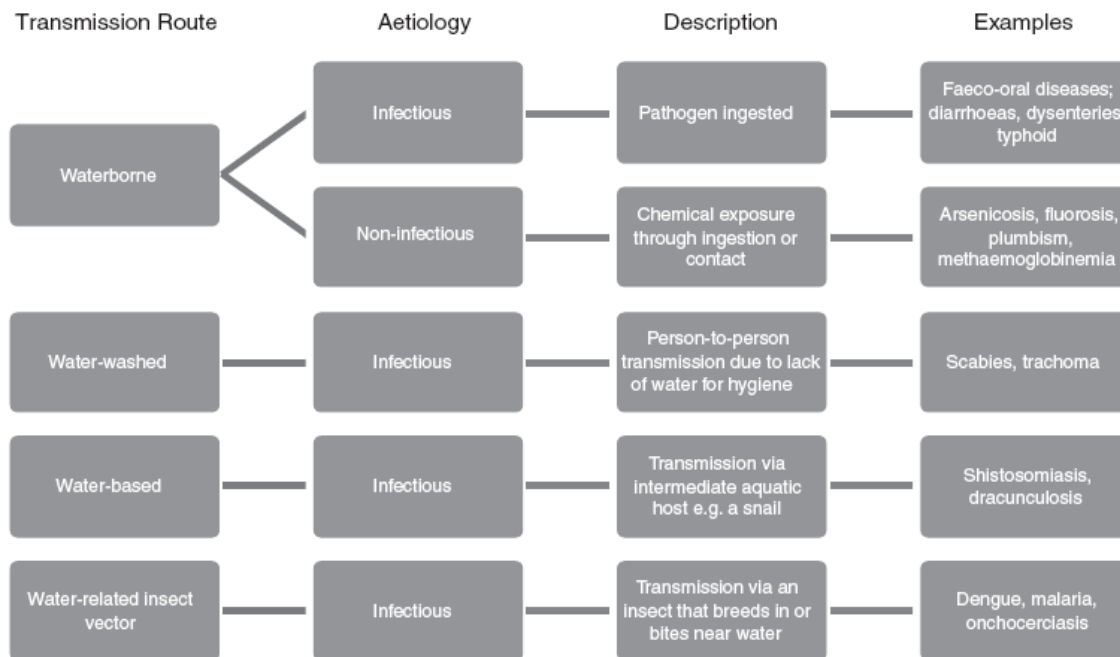 Transmission Route
Aetiology
Description
Examples
Waterborne
Infectious
Pathogen ingested
Faeco-oral diseases;
diarrhoeas, dysenteries
typhoid
Non-infectious
Chemical exposure
through ingestion or
contact
Arsenicosis, fluorosis,
plumbism,
methaemoglobinemia
Water-washed
Infectious
Person-to-person
transmission due to lack
of water for hygiene
Scabies, trachoma
Water-based
Infectious
Transmission via
intermediate aquatic
host e.g. a snail
Shistosomiasis,
dracunculosis
Water-related insect
vector
Infectious
Transmission via an
insect that breeds in or
bites near water
Dengue, malaria,
onchocerciasis